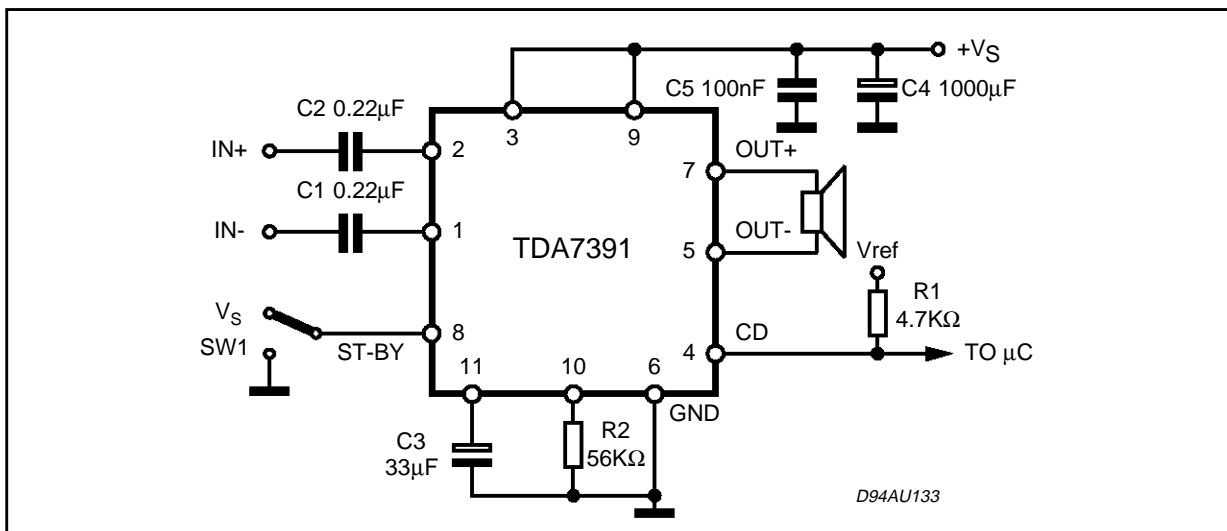 +VS
C5 100nF
C4 1000µF
C2 0.22µF
3
9
IN+
2
OUT+
7
C1 0.22µF
IN-
1
TDA7391
OUT-
5
Vref
R1
4.7KΩ
VS
SW1
ST-BY
8
CD
4
TO µC
11
10
6
GND
C3
33µF
R2
56KΩ
D94AU133